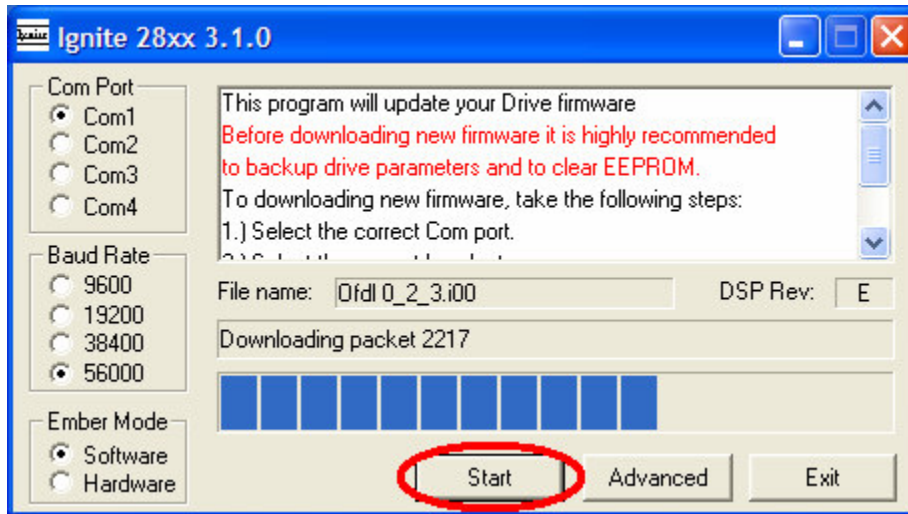 Ignite 28xx 3.1.0
Com Port
Com1
Com2
Com3
Com4
Baud Rate
9600
19200
38400
56000
Ember Mode
Software
Hardware
This program will update your Drive firmware
Before downloading new firmware it is highly recommended
to backup drive parameters and to clear EEPROM.
To downloading new firmware, take the following steps:
1.) Select the correct Com port.
File name: 0fdl 0_2_3.i00 DSP Rev: E
Downloading packet 2217
Start Advanced Exit